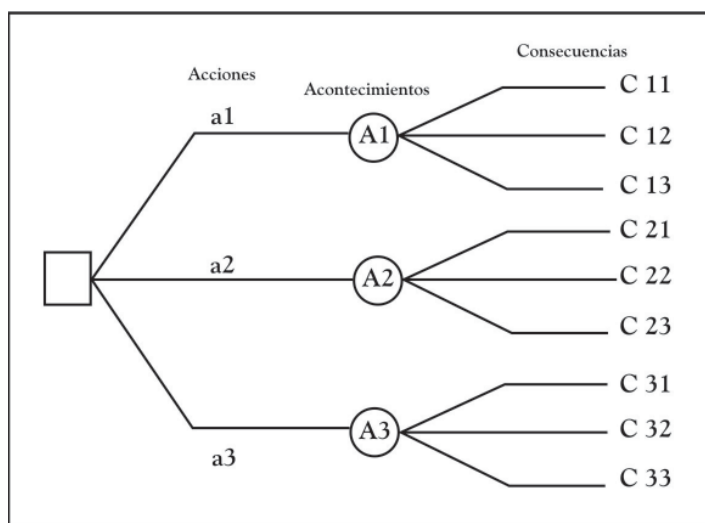 Acciones
Acontecimientos
Consecuencias
a1
A1
C 11
C 12
C 13
a2
A2
C 21
C 22
C 23
a3
A3
C 31
C 32
C 33